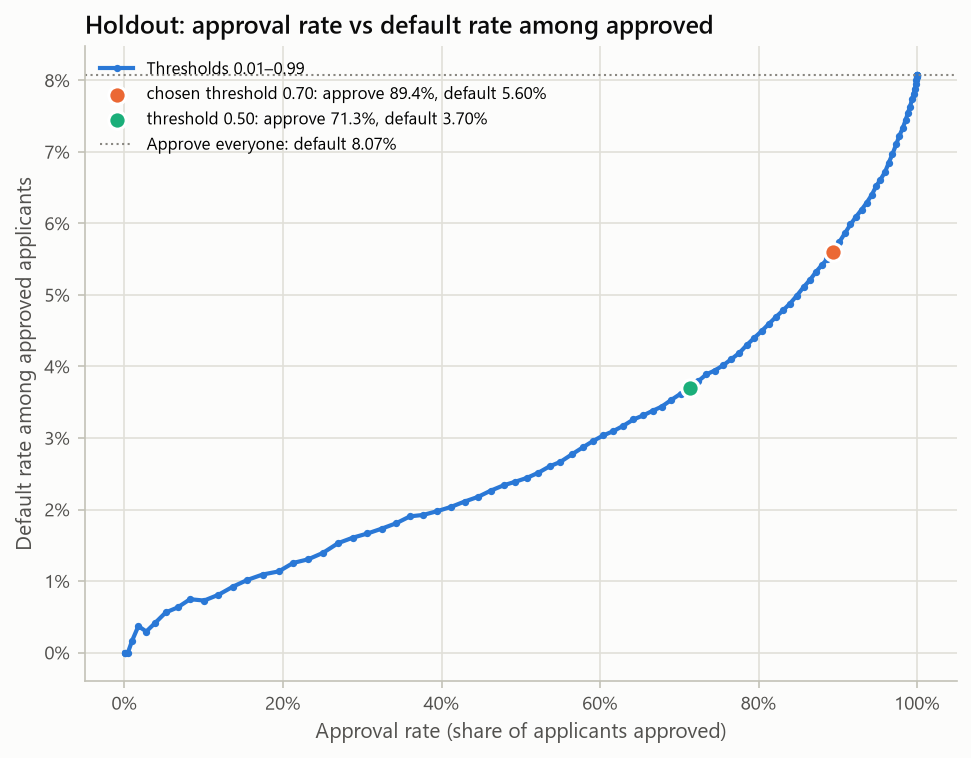 Holdout: approval rate vs default rate among approved
Thresholds 0.01–0.99
chosen threshold 0.70: approve 89.4%, default 5.60%
threshold 0.50: approve 71.3%, default 3.70%
Approve everyone: default 8.07%
Default rate among approved applicants
8%
7%
6%
5%
4%
3%
2%
1%
0%
0% 20% 40% 60% 80% 100%
Approval rate (share of applicants approved)